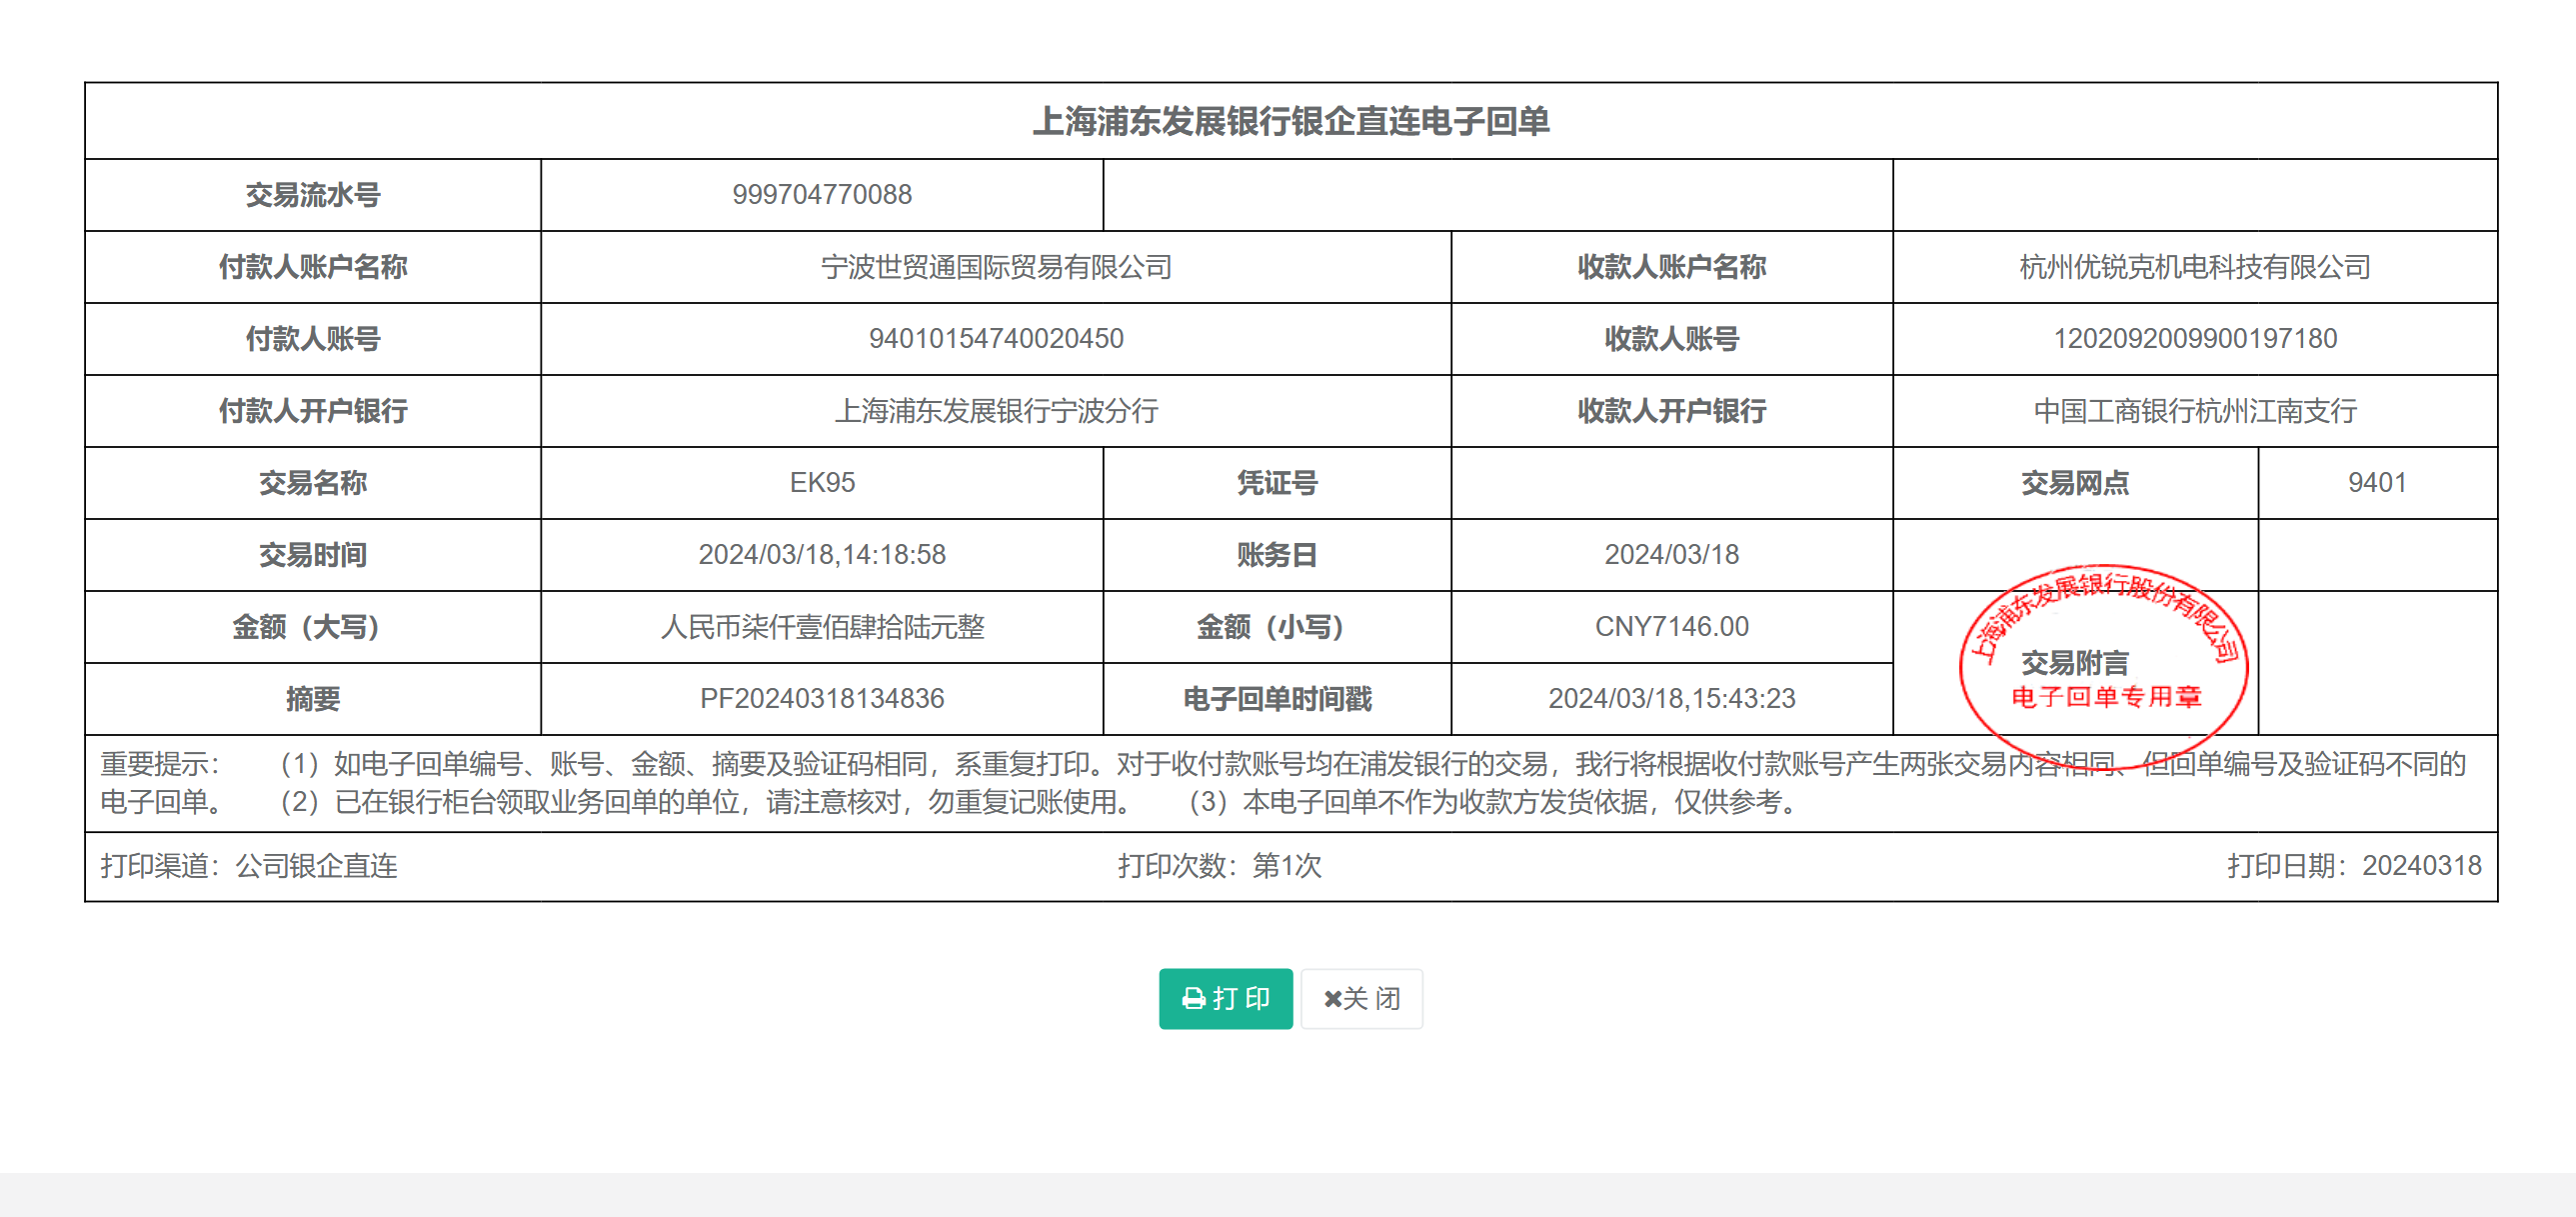 上海浦东发展银行银企直连电子回单
交易流水号 999704770088
付款人账户名称 宁波世贸通国际贸易有限公司 收款人账户名称 杭州优锐克机电科技有限公司
付款人账号 94010154740020450 收款人账号 1202092009900197180
付款人开户银行 上海浦东发展银行宁波分行 收款人开户银行 中国工商银行杭州江南支行
交易名称 EK95 凭证号 交易网点 9401
交易时间 2024/03/18,14:18:58 账务日 2024/03/18
金额（大写） 人民币柒仟壹佰肆拾陆元整 金额（小写） CNY7146.00
上海浦东发展银行股份有限公司
交易附言
电子回单专用章
摘要 PF20240318134836 电子回单时间戳 2024/03/18,15:43:23
重要提示： （1）如电子回单编号、账号、金额、摘要及验证码相同，系重复打印。对于收付款账号均在浦发银行的交易，我行将根据收付款账号产生两张交易内容相同、但回单编号及验证码不同的
电子回单。 （2）已在银行柜台领取业务回单的单位，请注意核对，勿重复记账使用。 （3）本电子回单不作为收款方发货依据，仅供参考。
打印渠道：公司银企直连 打印次数：第1次 打印日期：20240318
打 印 关 闭